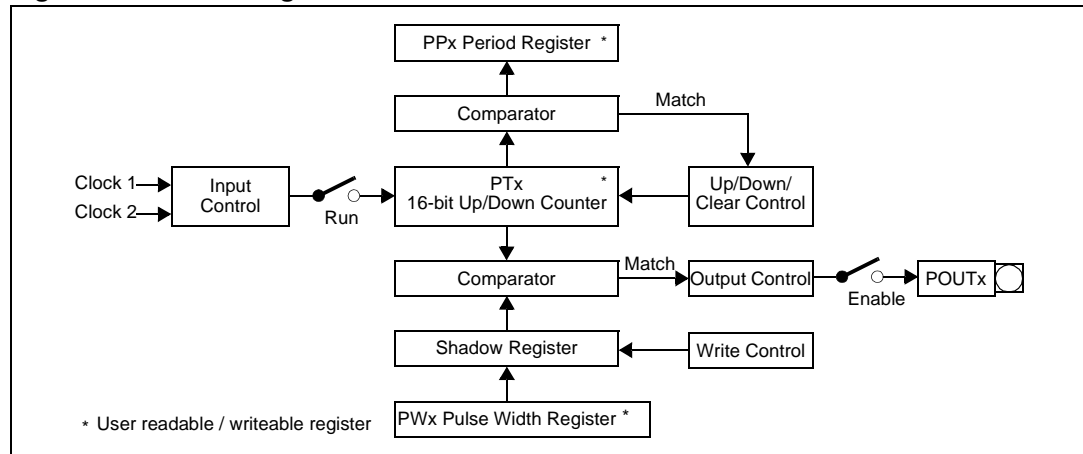 PPx Period Register *
Comparator
Match
Clock 1
Clock 2
Input
Control
Run
PTx *
16-bit Up/Down Counter
Up/Down/
Clear Control
Comparator
Match
Output Control
Enable
POUTx
Shadow Register
Write Control
PWx Pulse Width Register *
* User readable / writeable register